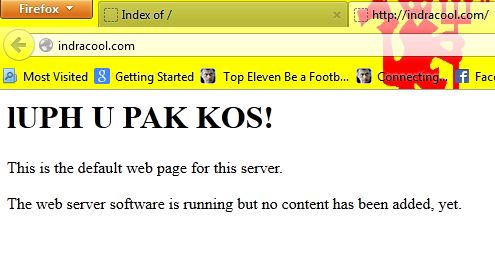 Firefox
Index of /
http://indracool.com/
indracool.com
Most Visited
Getting Started
Top Eleven Be a Footb...
Connecting...
Fac
lUPH U PAK KOS!
This is the default web page for this server.
The web server software is running but no content has been added, yet.